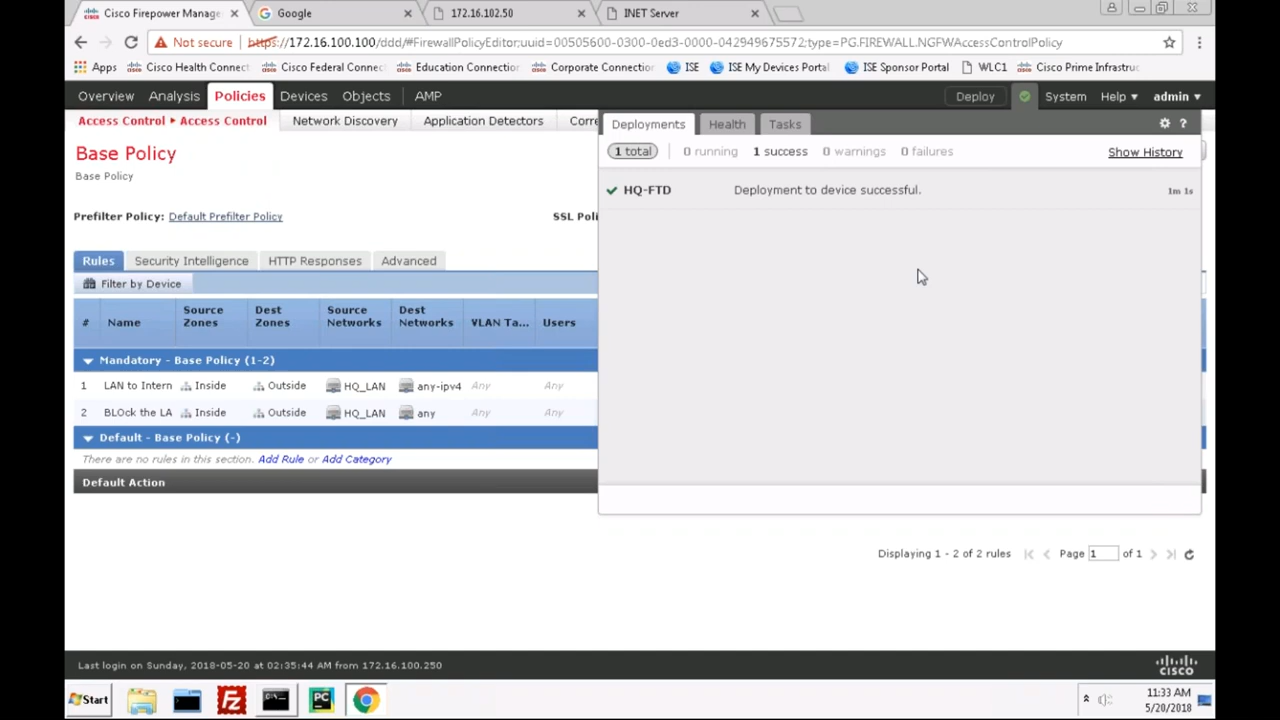 Cisco Firepower Manage
Google
172.16.102.50
INET Server
Not secure
https://172.16.100.100/ddd/#FirewallPolicyEditor;uuid=00505600-0300-0ed3-0000-042949675572;type=PG.FIREWALL.NGFWAccessControlPolicy
Apps
Cisco Health Connect
Cisco Federal Connec
Education Connection
Corporate Connection
ISE
ISE My Devices Portal
ISE Sponsor Portal
WLC1
Cisco Prime Infrastruc
Overview Analysis Policies Devices Objects AMP Deploy System Help admin
Access Control ▸ Access Control Network Discovery Application Detectors Corre
Deployments Health Tasks
Base Policy
1 total 0 running 1 success 0 warnings 0 failures Show History
Base Policy
HQ-FTD Deployment to device successful. 1m 1s
Prefilter Policy: Default Prefilter Policy SSL Poli
Rules Security Intelligence HTTP Responses Advanced
Filter by Device
# Name Source Zones Dest Zones Source Networks Dest Networks VLAN Ta... Users
Mandatory - Base Policy (1-2)
1 LAN to Intern Inside Outside HQ_LAN any-ipv4 Any Any
2 BLOck the LA Inside Outside HQ_LAN any Any Any
Default - Base Policy (-)
There are no rules in this section. Add Rule or Add Category
Default Action
Displaying 1 - 2 of 2 rules Page 1 of 1
Last login on Sunday, 2018-05-20 at 02:35:44 AM from 172.16.100.250
CISCO
Start
PC
11:33 AM
5/20/2018